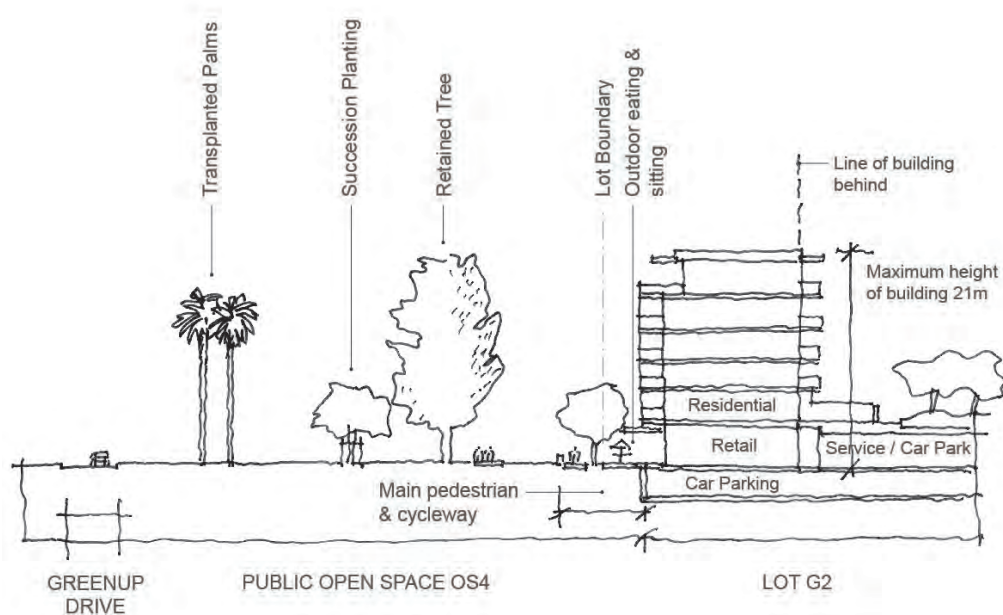 Transplanted Palms
Succession Planting
Retained Tree
Lot Boundary
Outdoor eating &
sitting
Line of building
behind
Maximum height
of building 21m
Residential
Retail
Service / Car Park
Car Parking
Main pedestrian
& cycleway
GREENUP
DRIVE
PUBLIC OPEN SPACE OS4
LOT G2